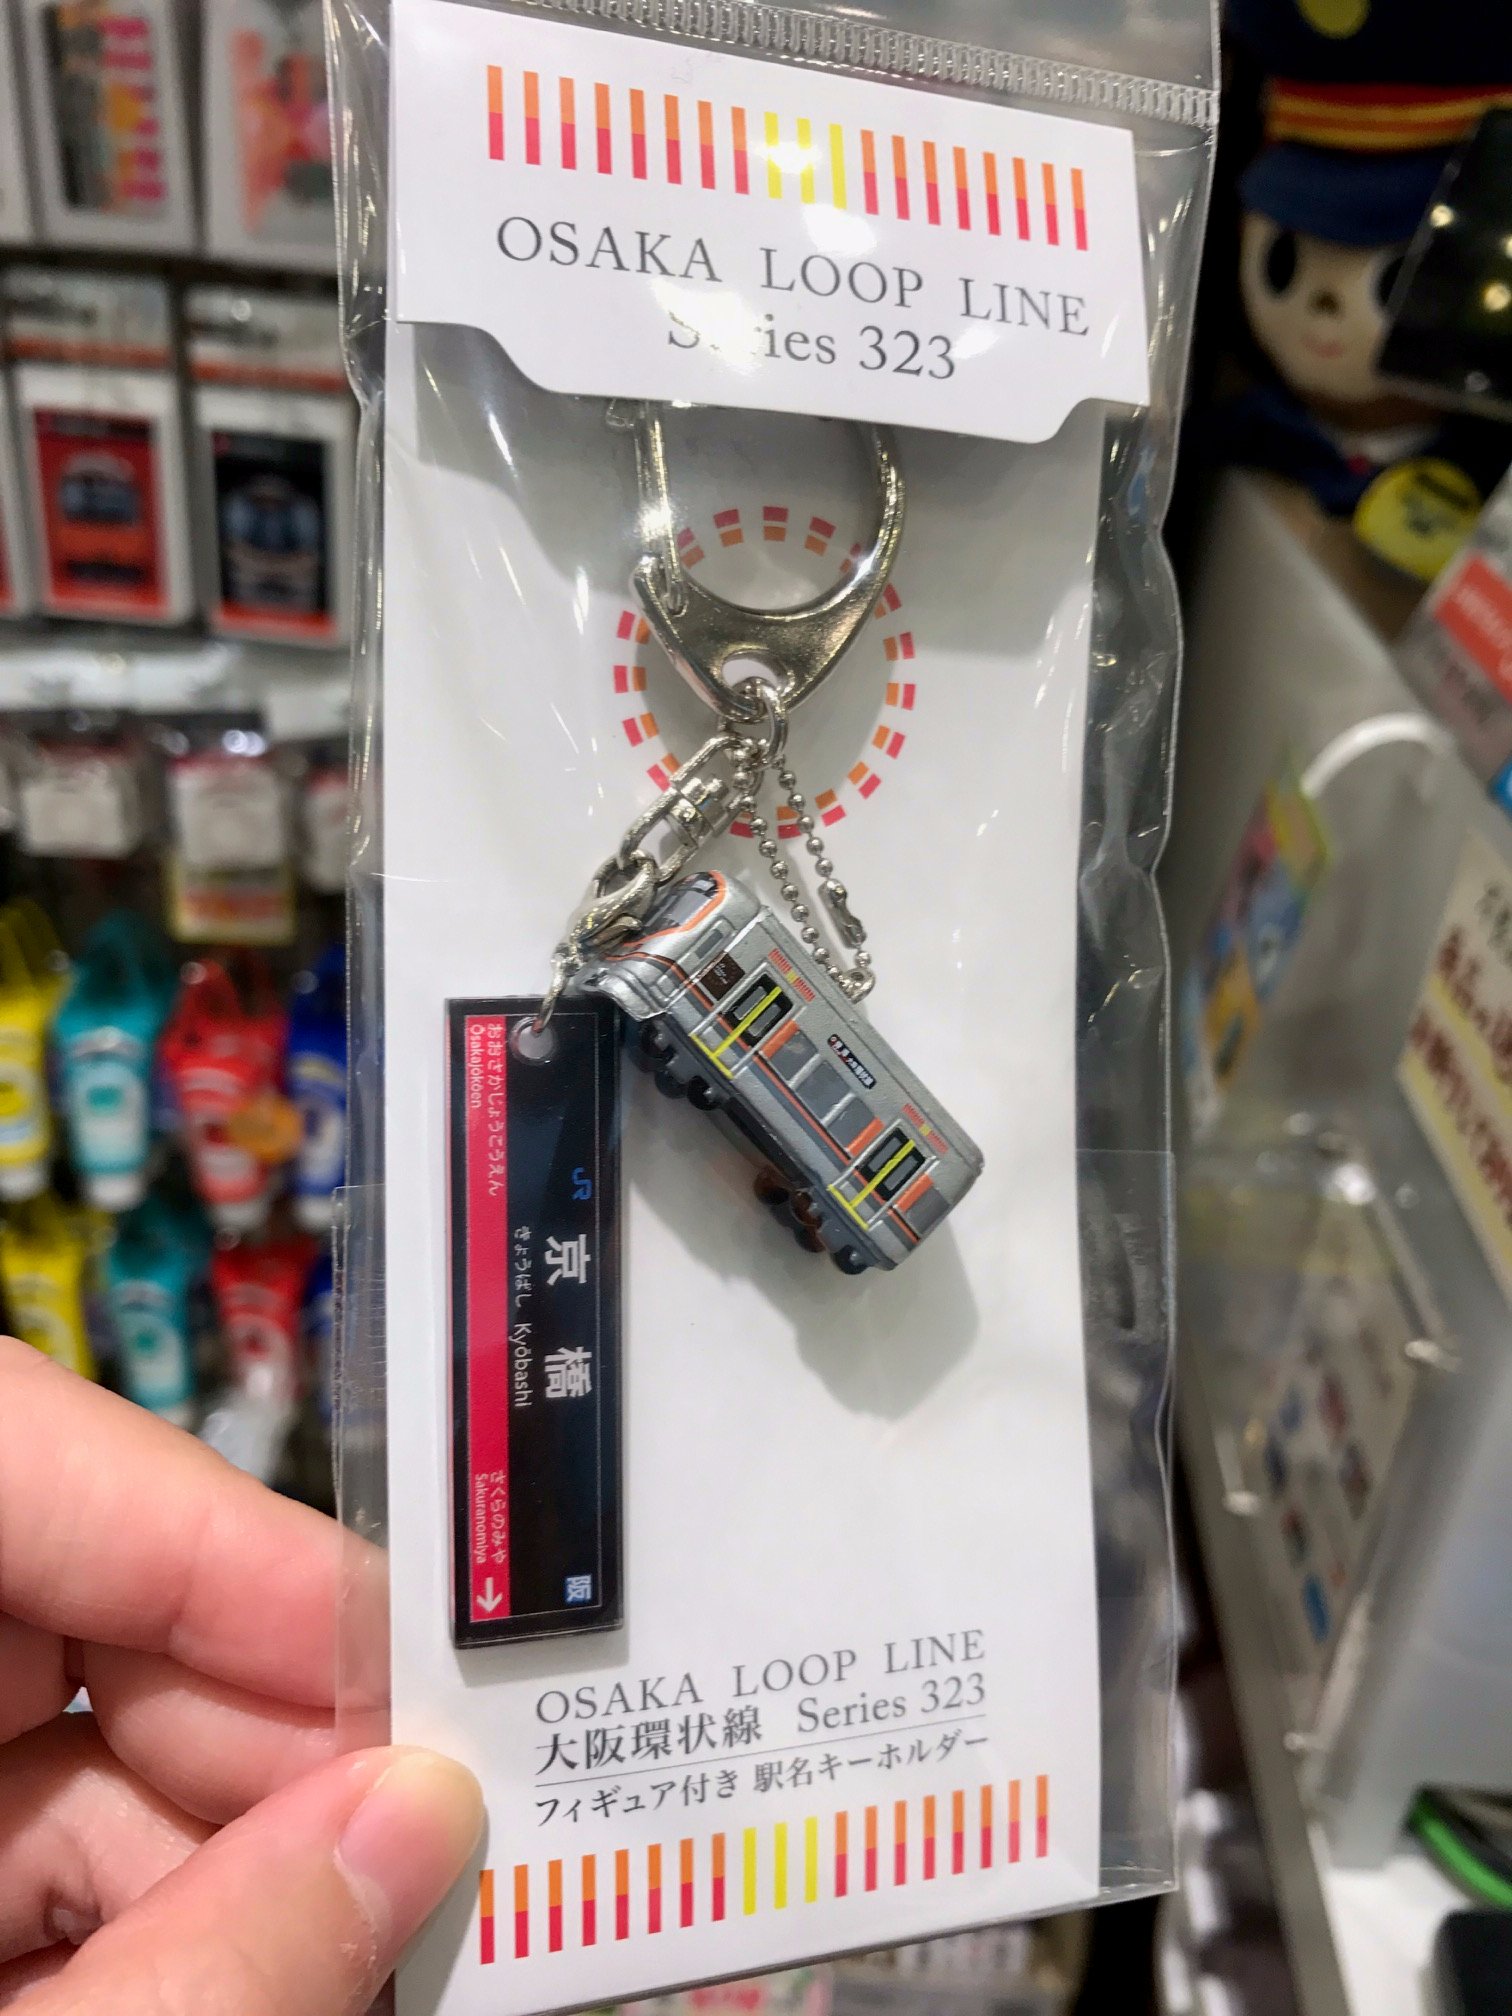 OSAKA LOOP LINE
Series 323
JR
京橋
きょうばし Kyōbashi
おおさかじょうこうえん
Ōsakajōkōen
さくらのみや
Sakuranomiya
→
阪
OSAKA LOOP LINE
大阪環状線 Series 323
フィギュア付き 駅名キーホルダー